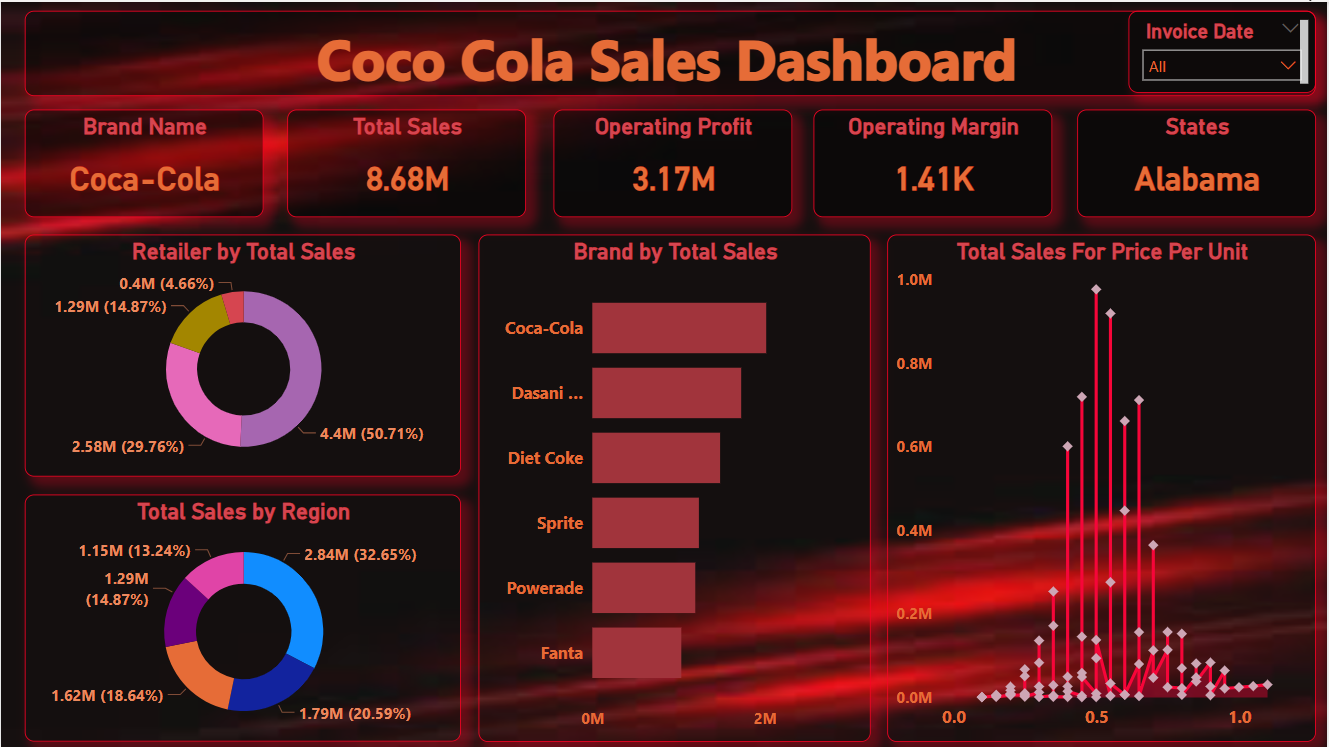 Coco Cola Sales Dashboard
Invoice Date
All
Brand Name
Coca-Cola
Total Sales
8.68M
Operating Profit
3.17M
Operating Margin
1.41K
States
Alabama
Retailer by Total Sales
0.4M (4.66%)
1.29M (14.87%)
2.58M (29.76%)
4.4M (50.71%)
Total Sales by Region
1.15M (13.24%)
2.84M (32.65%)
1.29M
(14.87%)
1.62M (18.64%)
1.79M (20.59%)
Brand by Total Sales
Coca-Cola
Dasani ...
Diet Coke
Sprite
Powerade
Fanta
0M
2M
Total Sales For Price Per Unit
1.0M
0.8M
0.6M
0.4M
0.2M
0.0M
0.0
0.5
1.0